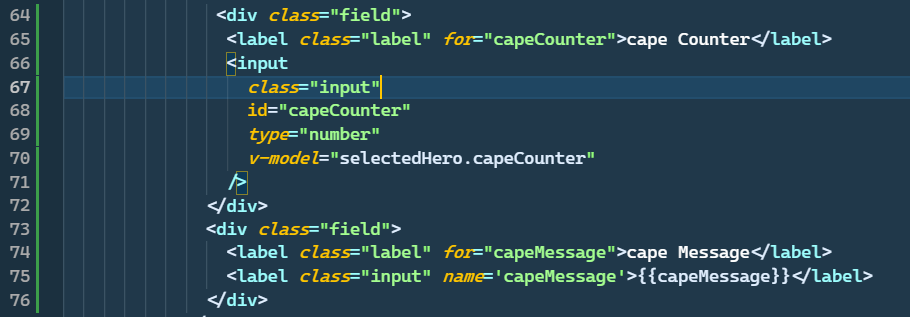 64 <div class="field">
65 <label class="label" for="capeCounter">cape Counter</label>
66 <input
67 class="input"
68 id="capeCounter"
69 type="number"
70 v-model="selectedHero.capeCounter"
71 />
72 </div>
73 <div class="field">
74 <label class="label" for="capeMessage">cape Message</label>
75 <label class="input" name='capeMessage'>{{capeMessage}}</label>
76 </div>